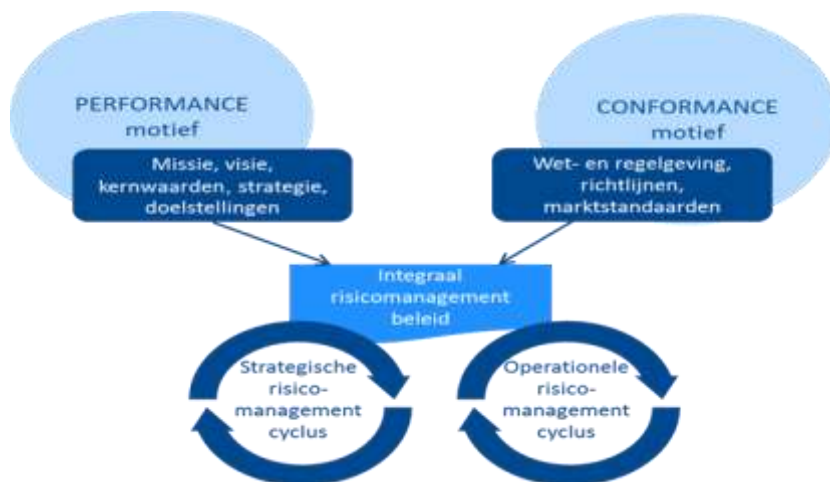 PERFORMANCE
motief
Missie, visie,
kernwaarden, strategie,
doelstellingen
CONFORMANCE
motief
Wet- en regelgeving,
richtlijnen,
marktstandaarden
Integraal
risicomanagement
beleid
Strategische
risico-
management
cyclus
Operationele
risico-
management
cyclus